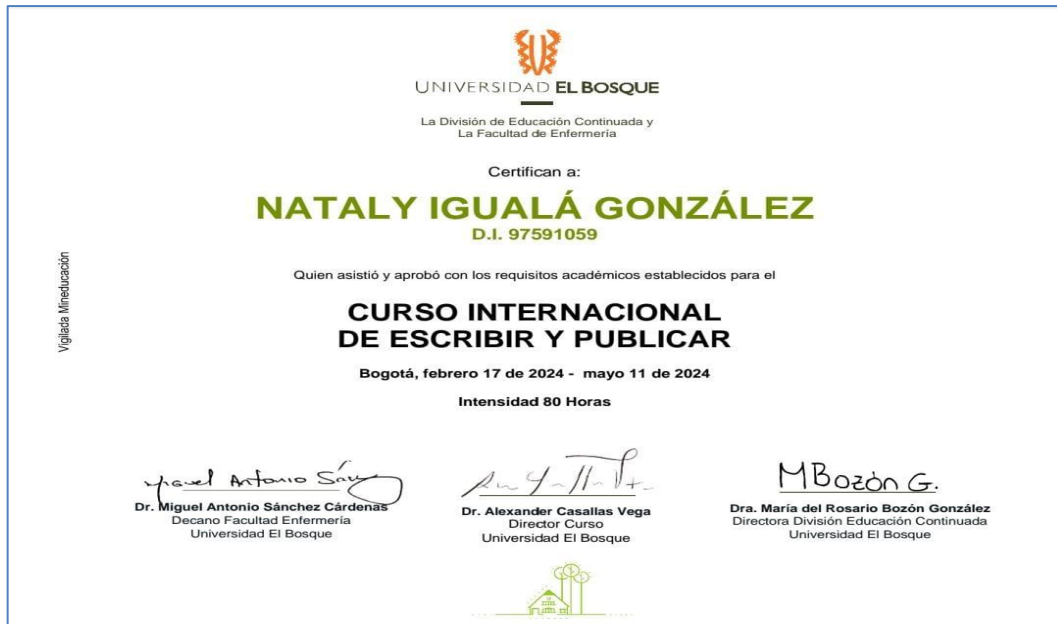 UNIVERSIDAD EL BOSQUE
La División de Educación Continuada y
La Facultad de Enfermería
Certifican a:
NATALY IGUALÁ GONZÁLEZ
D.I. 97591059
Quien asistió y aprobó con los requisitos académicos establecidos para el
CURSO INTERNACIONAL
DE ESCRIBIR Y PUBLICAR
Bogotá, febrero 17 de 2024 - mayo 11 de 2024
Intensidad 80 Horas
Vigilada Mineducación
Miguel Antonio Sánc
Dr. Miguel Antonio Sánchez Cárdenas
Decano Facultad Enfermería
Universidad El Bosque
Dr. Alexander Casallas Vega
Director Curso
Universidad El Bosque
MBozón G.
Dra. María del Rosario Bozón González
Directora División Educación Continuada
Universidad El Bosque